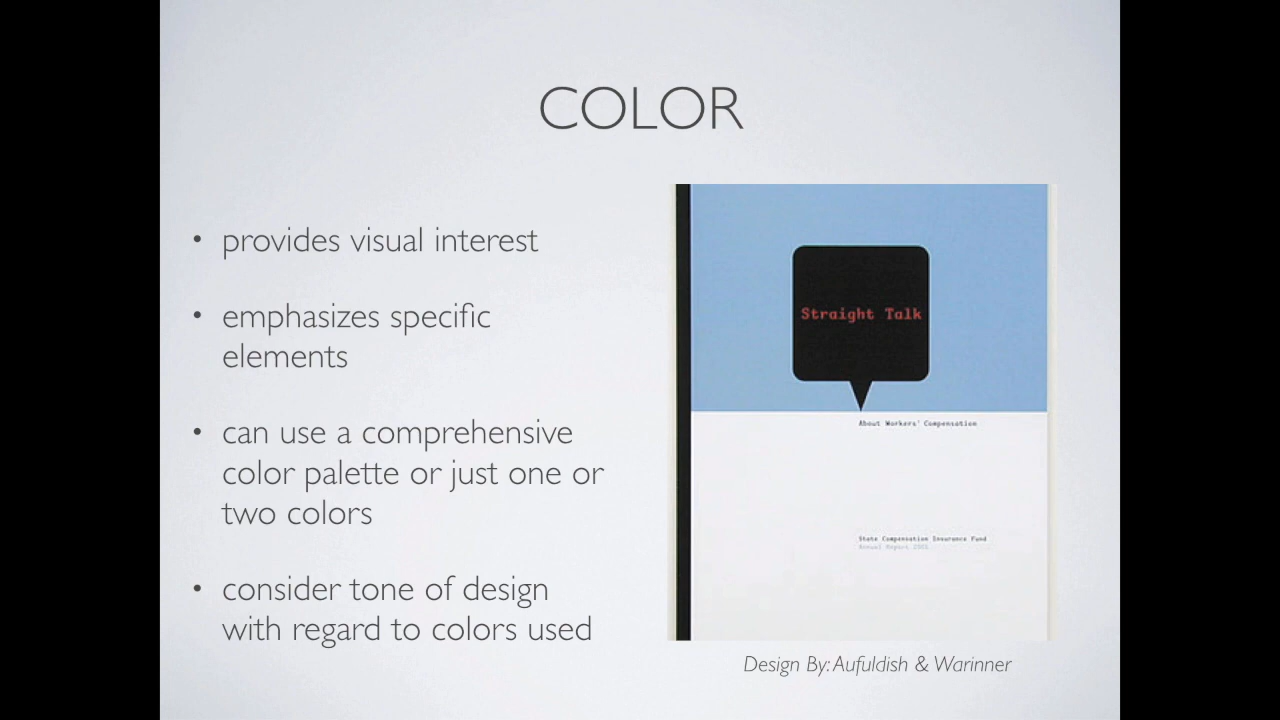 COLOR
• provides visual interest
• emphasizes specific
elements
• can use a comprehensive
color palette or just one or
two colors
• consider tone of design
with regard to colors used
Straight Talk
About Workers' Compensation
State Compensation Insurance Fund
Annual Report
Design By: Aufuldish & Warinner